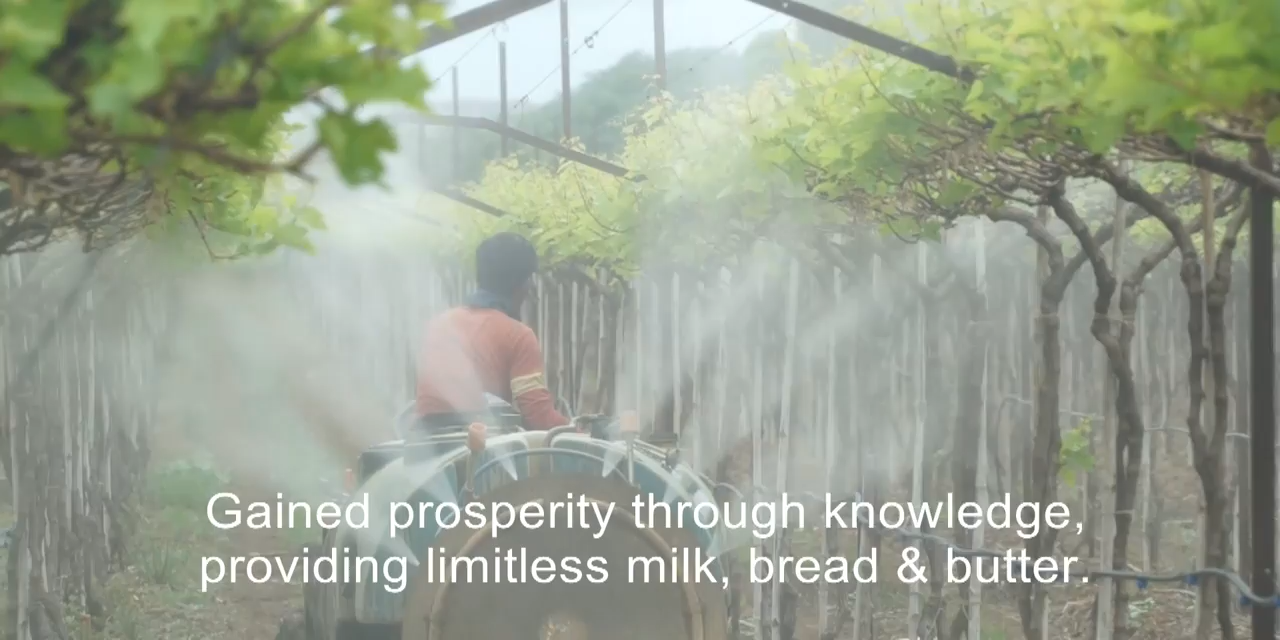 Gained prosperity through knowledge,
providing limitless milk, bread & butter.